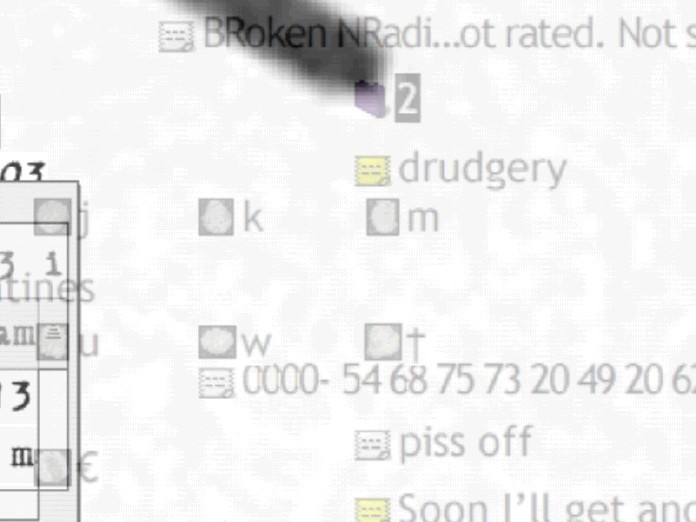 BRoken NRadi...ot rated. Not s
2
03
drudgery
j k m
3 i
tines
am u w †
0000- 54 68 75 73 20 49 20 62
3
piss off
m €
Soon I'll get and